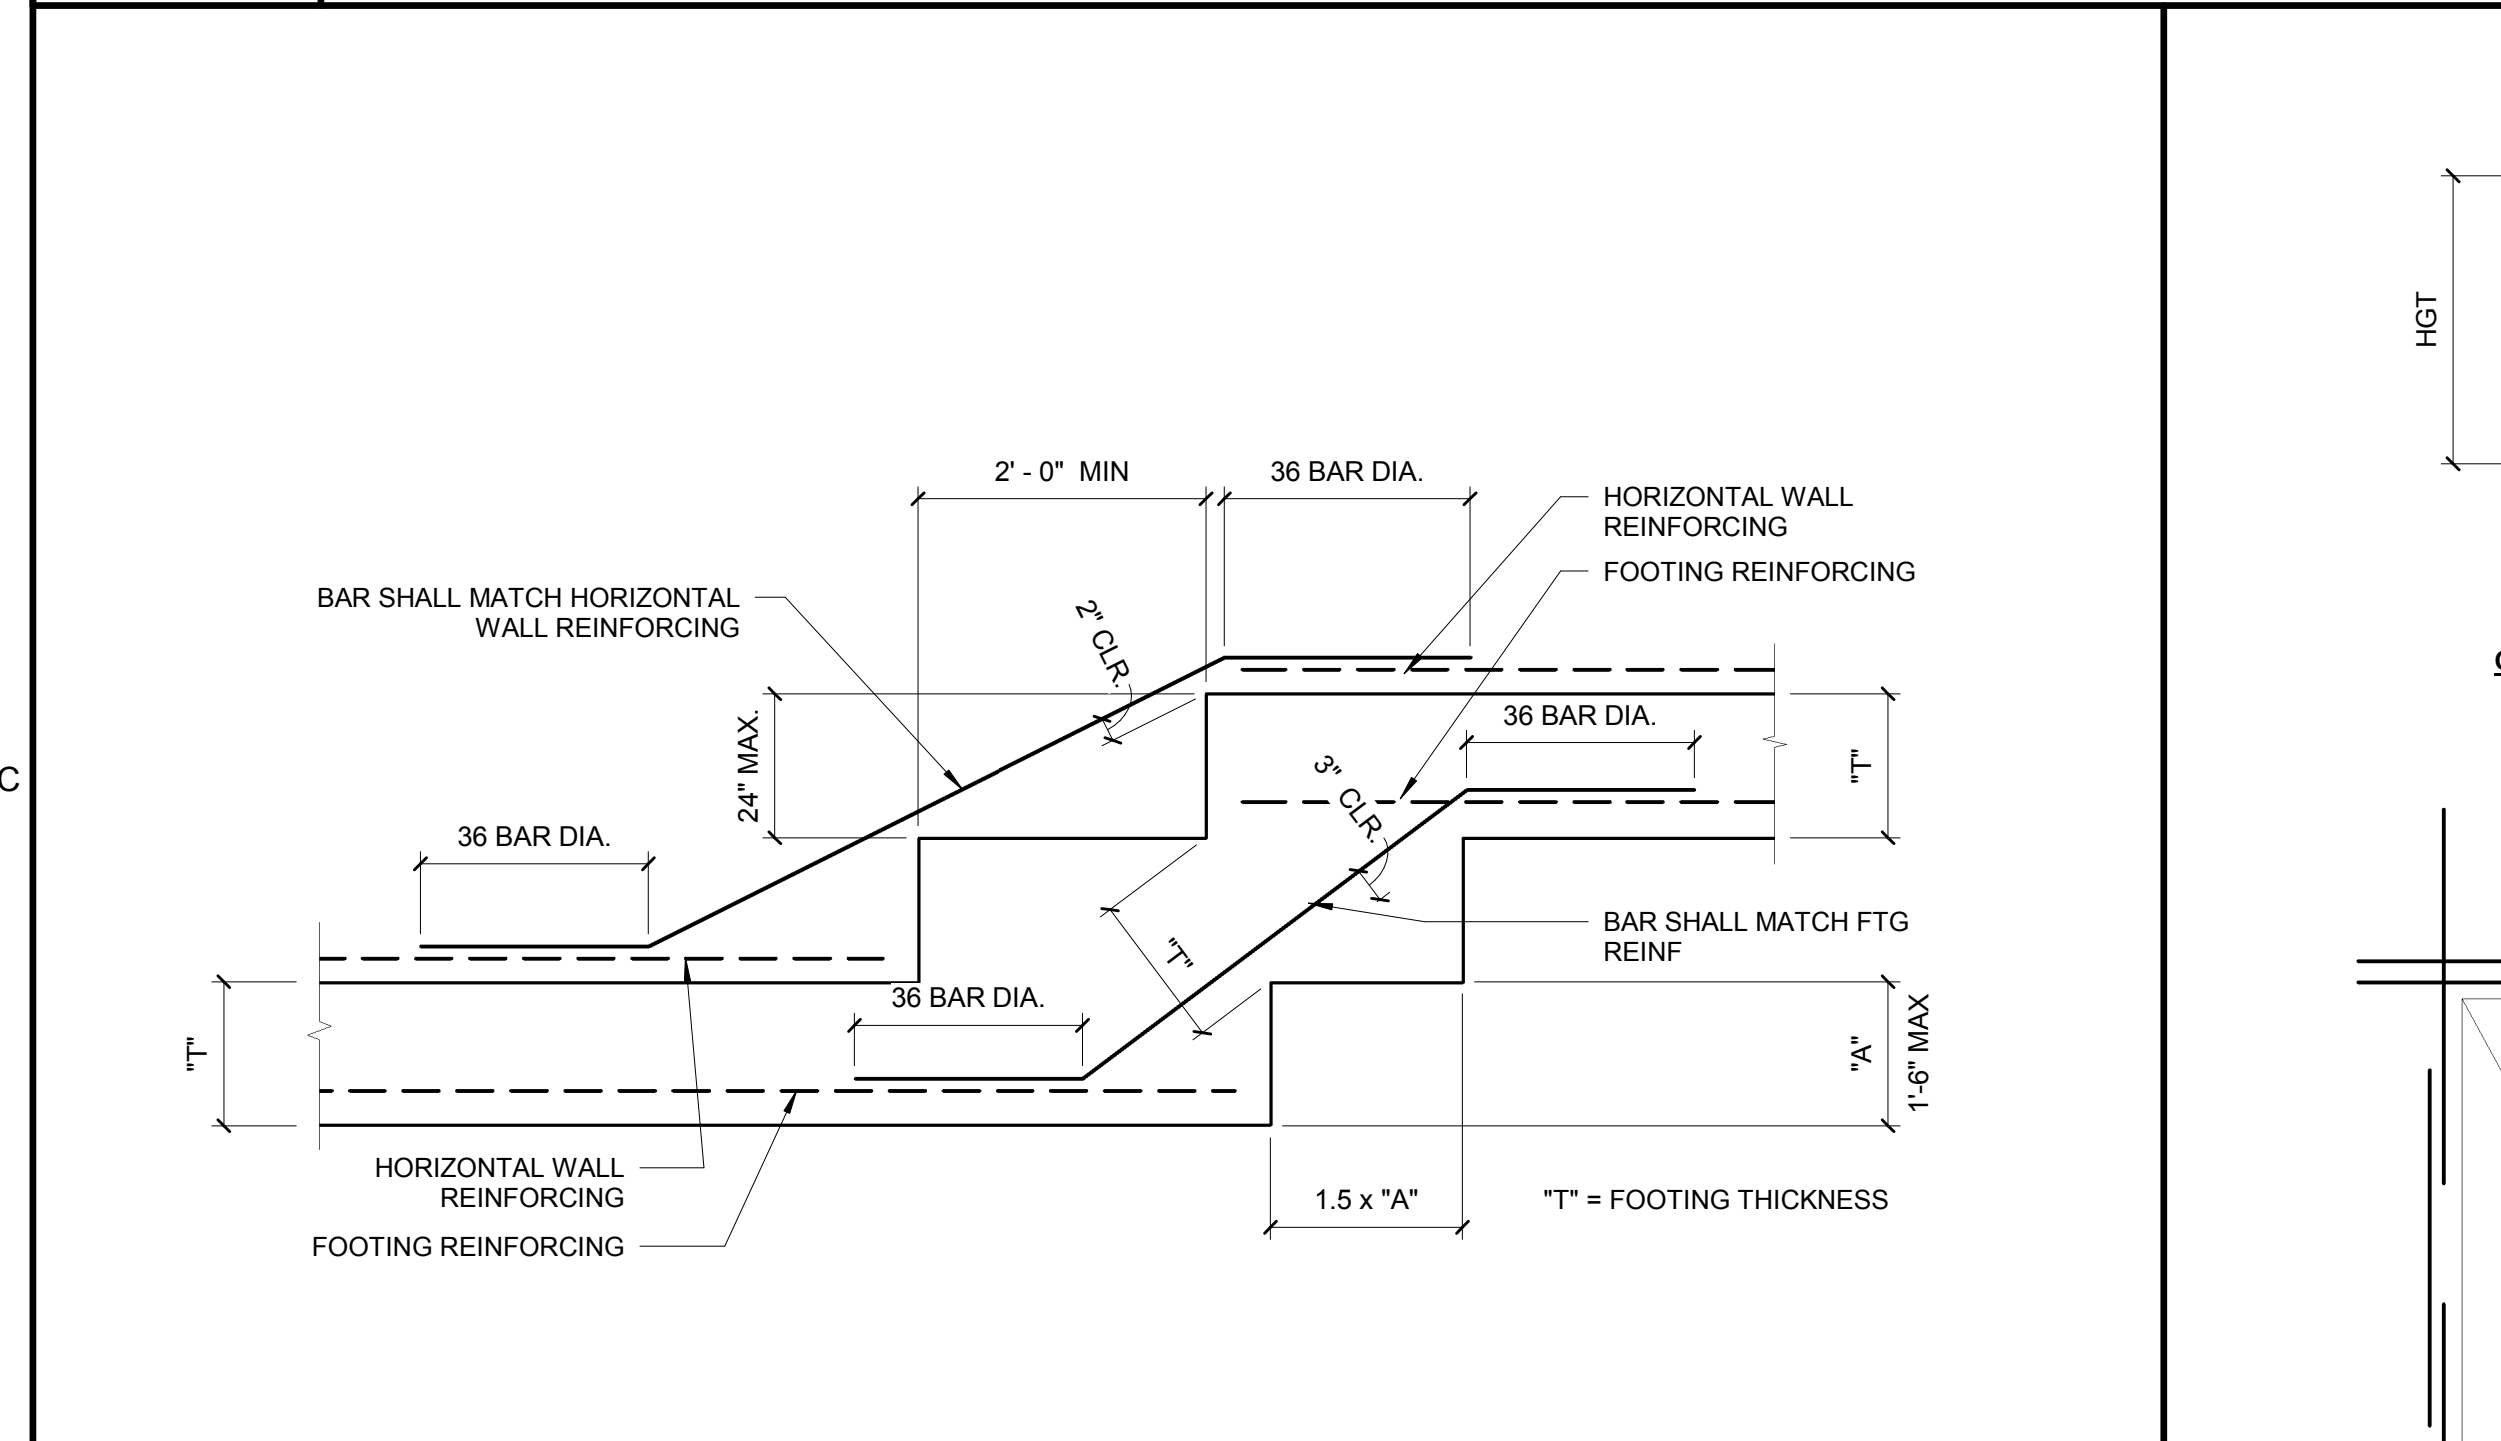 2' - 0"  MIN
36 BAR DIA.
HORIZONTAL WALL
REINFORCING
FOOTING REINFORCING
BAR SHALL MATCH HORIZONTAL
WALL REINFORCING
2" CLR.
24" MAX.
36 BAR DIA.
"T"
3" CLR.
36 BAR DIA.
BAR SHALL MATCH FTG
REINF
"T"
36 BAR DIA.
"T"
"A"
1'-6" MAX
HORIZONTAL WALL
REINFORCING
FOOTING REINFORCING
1.5 x "A"
"T" = FOOTING THICKNESS
C
HGT